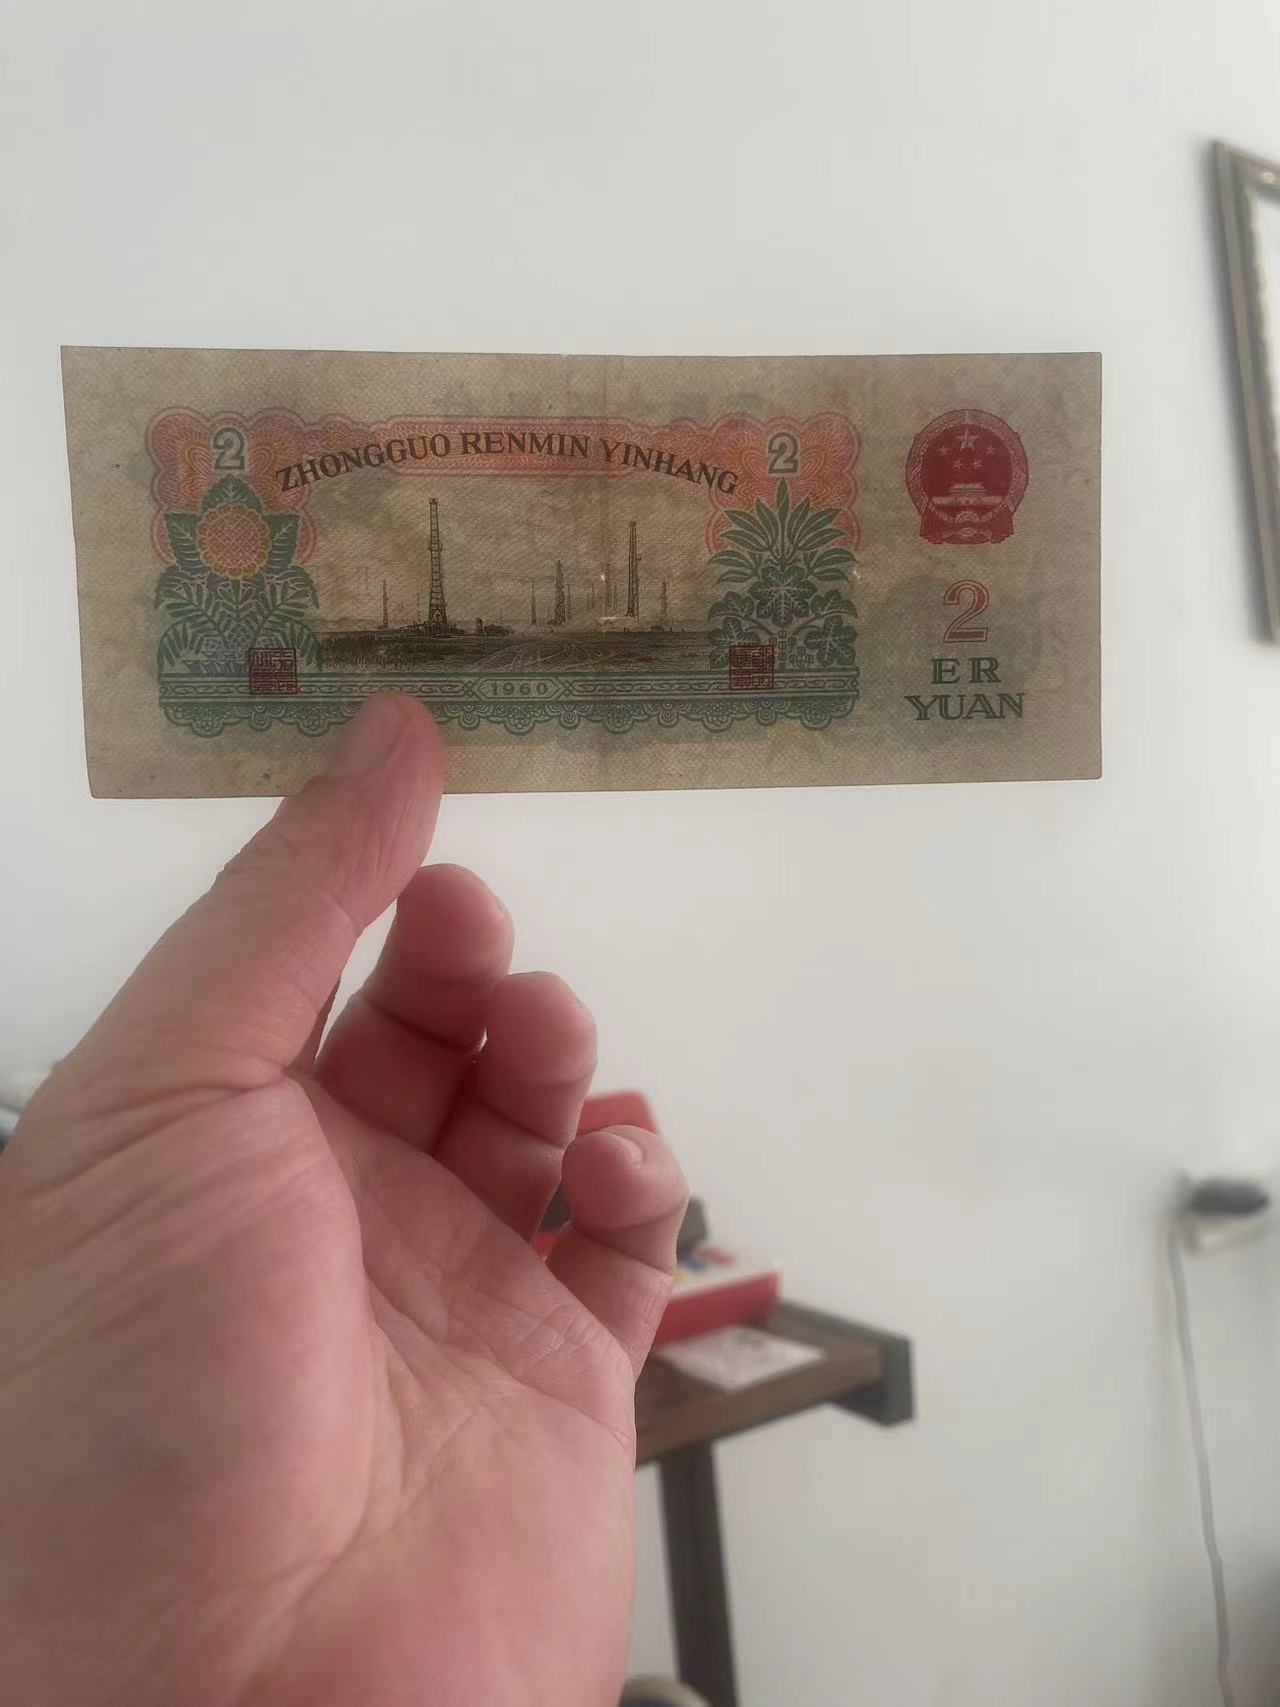 2
2
ZHONGGUO RENMIN YINHANG
2
ER
YUAN
1960